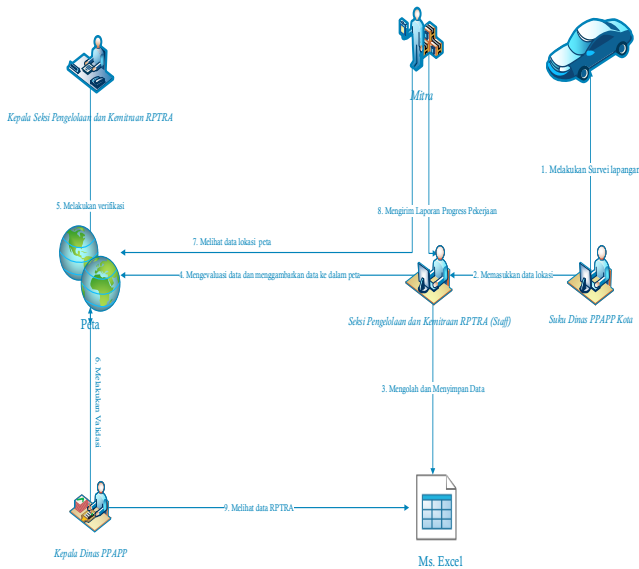 Mitra
Kepala Seksi Pengelolaan dan Kemitraan RPTRA
1. Melakukan Survei lapangan
5. Melakukan verifikasi
8. Mengirim Laporan Progress Pekerjaan
7. Melihat data lokasi peta
4. Mengevaluasi data dan menggambarkan data ke dalam peta
2. Memasukkan data lokasi
Peta
Seksi Pengelolaan dan Kemitraan RPTRA (Staff)
Suku Dinas PPAPP Kota
6. Melakukan Validasi
3. Mengolah dan Menyimpan Data
9. Melihat data RPTRA
Kepala Dinas PPAPP
Ms. Excel